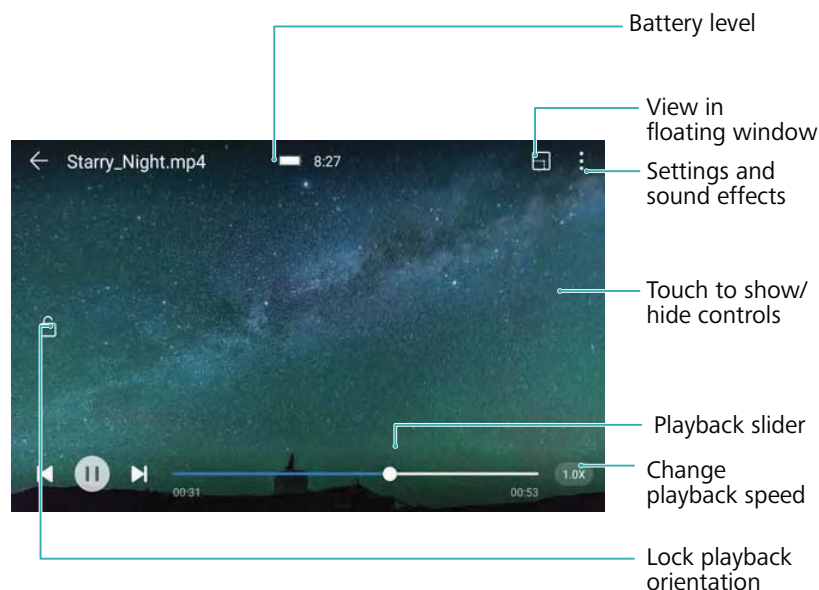 Battery level
View in
floating window
Starry_Night.mp4
8:27
Settings and
sound effects
Touch to show/
hide controls
Playback slider
1.0X
00:31
00:53
Change
playback speed
Lock playback
orientation